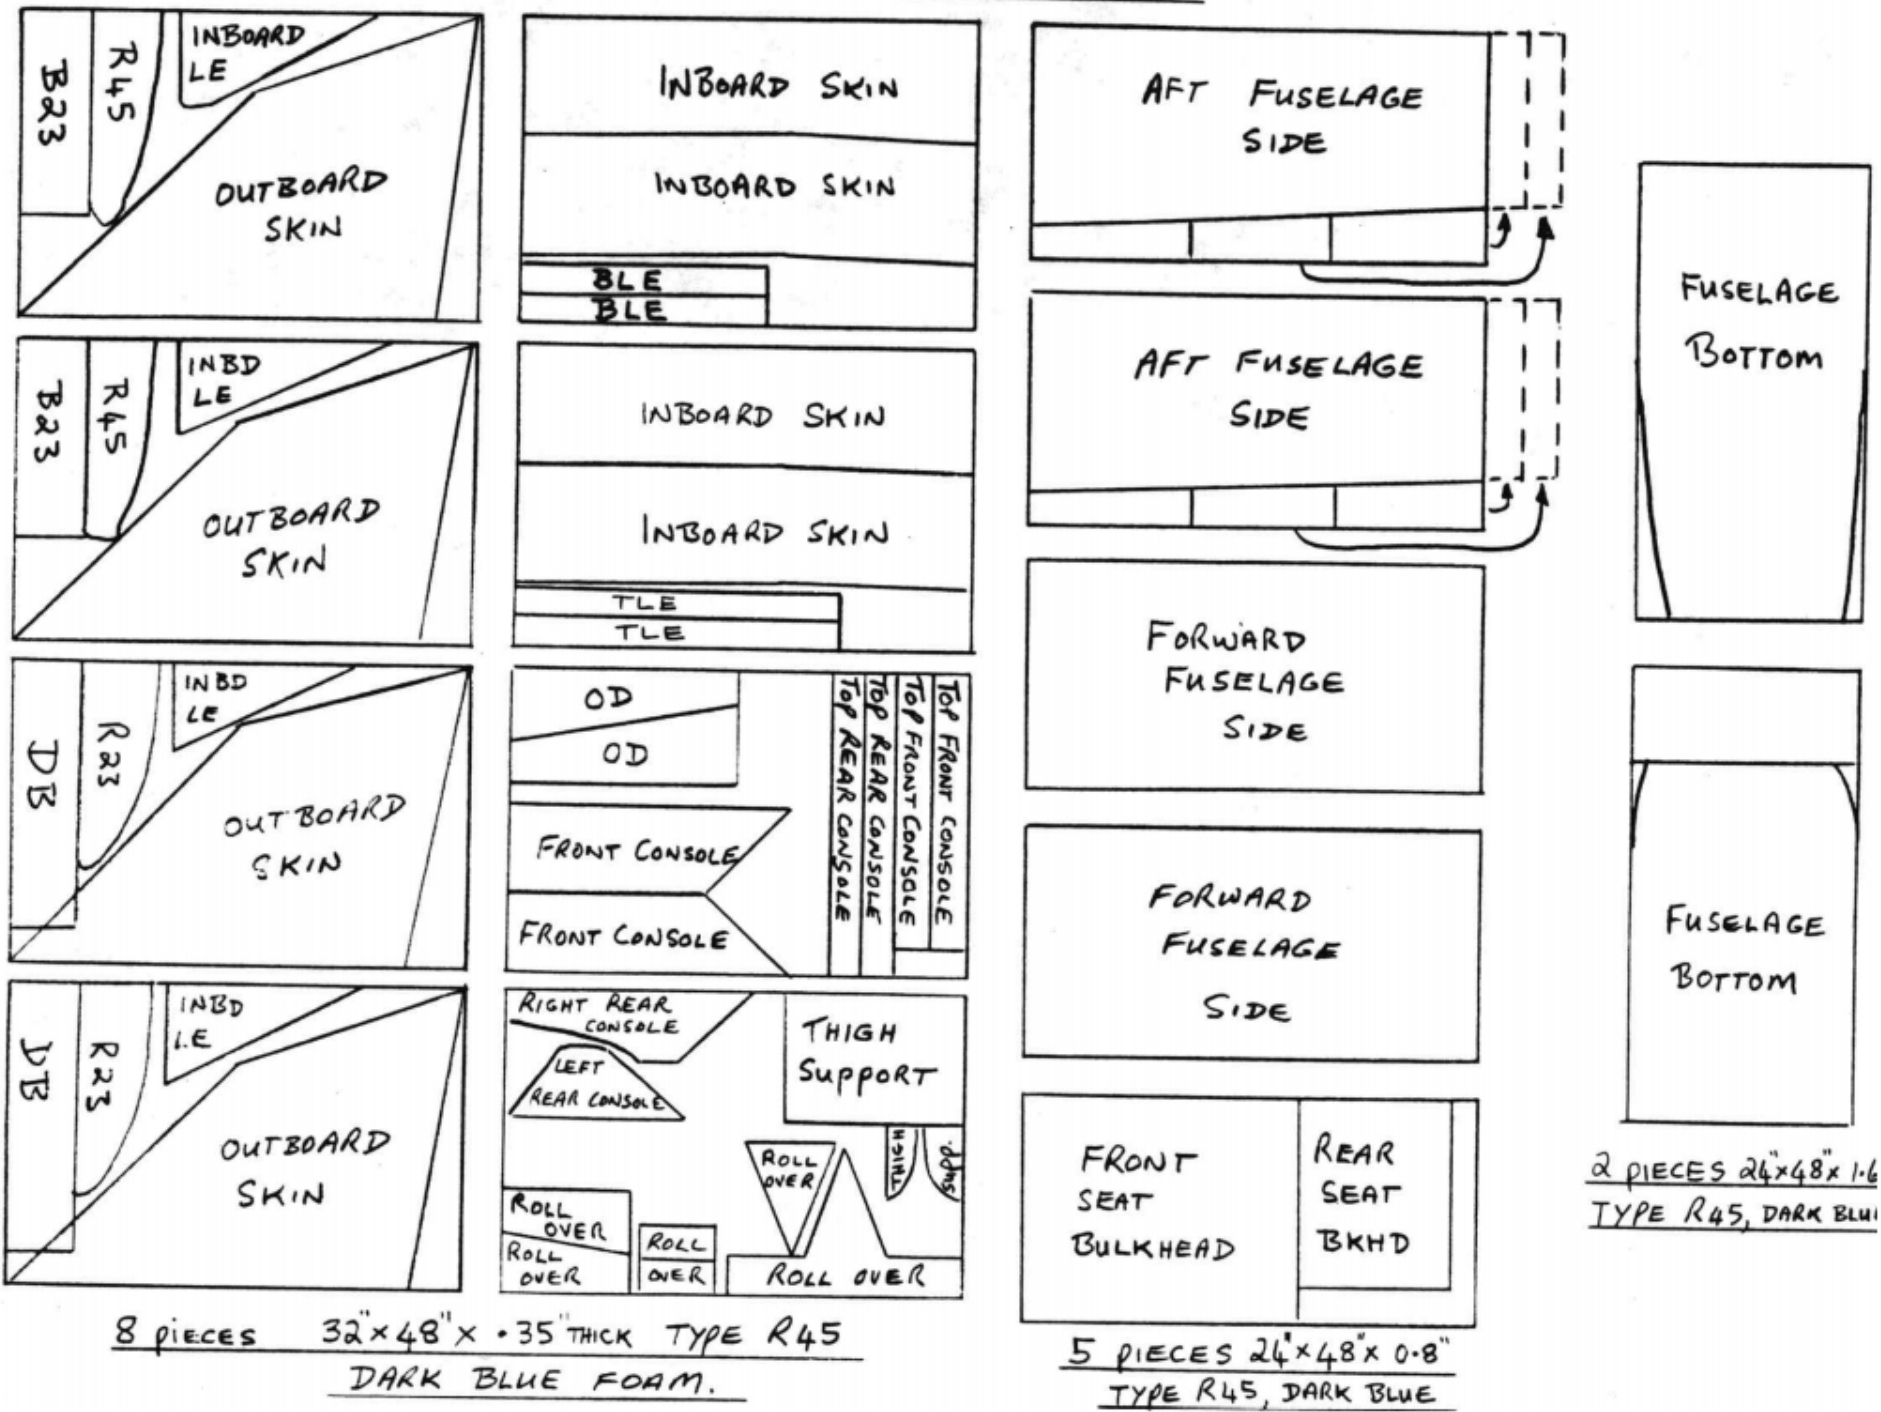 B23
R45
INBOARD
LE
OUTBOARD
SKIN
B23
R45
INBD
LE
OUTBOARD
SKIN
DB
R23
INBD
LE
OUTBOARD
SKIN
DB
R23
INBD
LE
OUTBOARD
SKIN
INBOARD SKIN
INBOARD SKIN
BLE
BLE
INBOARD SKIN
INBOARD SKIN
TLE
TLE
OD
OD
FRONT CONSOLE
FRONT CONSOLE
TOP REAR CONSOLE
TOP REAR CONSOLE
TOP FRONT CONSOLE
TOP FRONT CONSOLE
RIGHT REAR
CONSOLE
LEFT
REAR CONSOLE
THIGH
SUPPORT
THIGH
SUPP.
ROLL
OVER
ROLL
OVER
ROLL
OVER
ROLL
OVER
ROLL OVER
8 PIECES 32"x48"x .35" THICK TYPE R45
DARK BLUE FOAM.
AFT FUSELAGE
SIDE
AFT FUSELAGE
SIDE
FORWARD
FUSELAGE
SIDE
FORWARD
FUSELAGE
SIDE
FRONT
SEAT
BULKHEAD
REAR
SEAT
BKHD
5 PIECES 24"x48"x 0.8"
TYPE R45, DARK BLUE
FUSELAGE
BOTTOM
FUSELAGE
BOTTOM
2 PIECES 24"x48"x 1.6
TYPE R45, DARK BLU